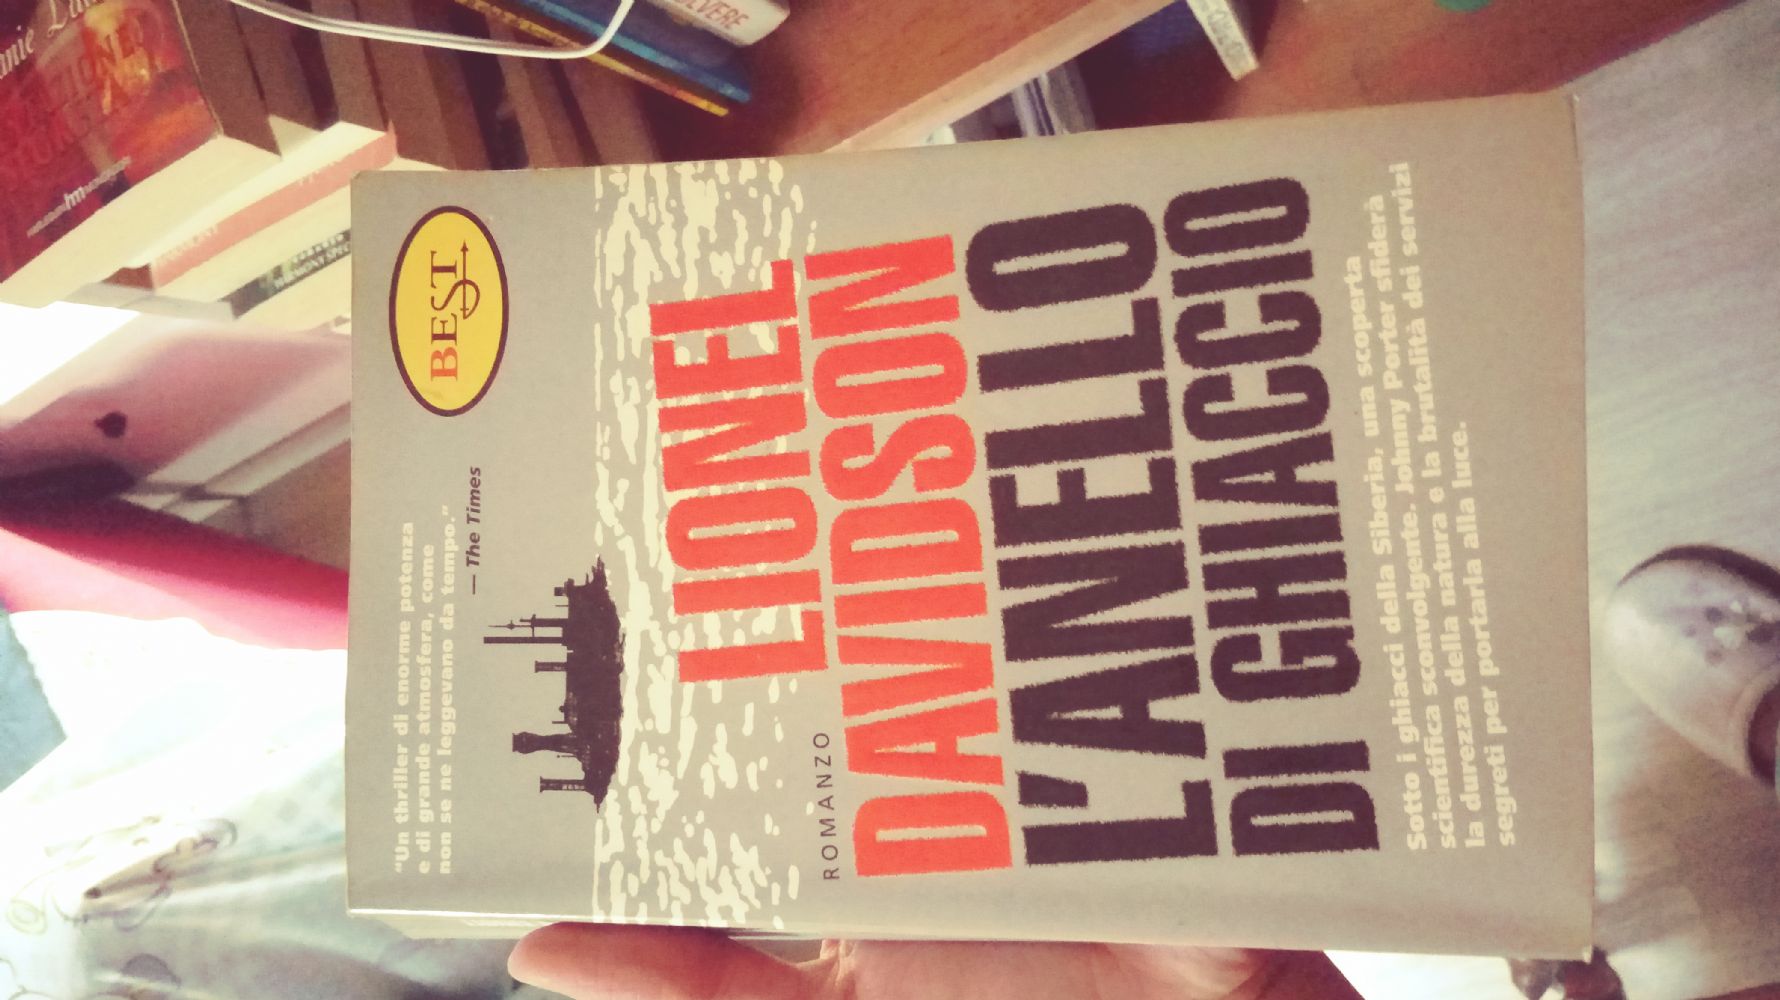 "Un thriller di enorme potenza
e di grande atmosfera, come
non se ne leggevano da tempo."
— The Times
BEST
LIONEL
DAVIDSON
ROMANZO
L'ANELLO
DI GHIACCIO
Sotto i ghiacci della Siberia, una scoperta
scientifica sconvolgente. Johnny Porter sfiderà
la durezza della natura e la brutalità dei servizi
segreti per portarla alla luce.